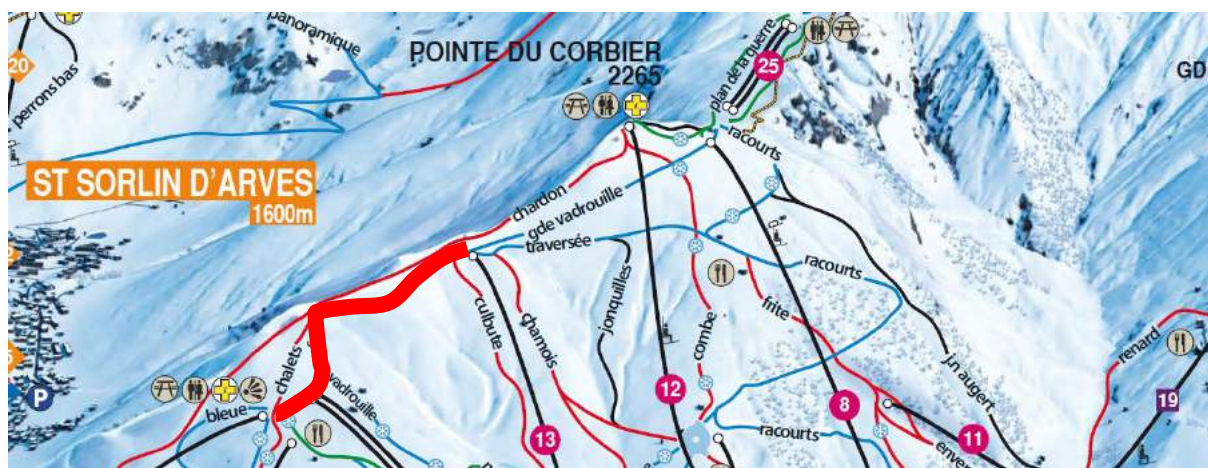 panoramique
20
perrons bas
POINTE DU CORBIER
2265
plan de la guerre
25
GD
racourts
ST SORLIN D'ARVES
1600m
chardon
gde vadrouille
traversée
racourts
culbute
chamois
jonquilles
combe
frite
j.n augert
renard
chalets
vadrouille
bleue
P
12
8
19
13
racourts
11
enver